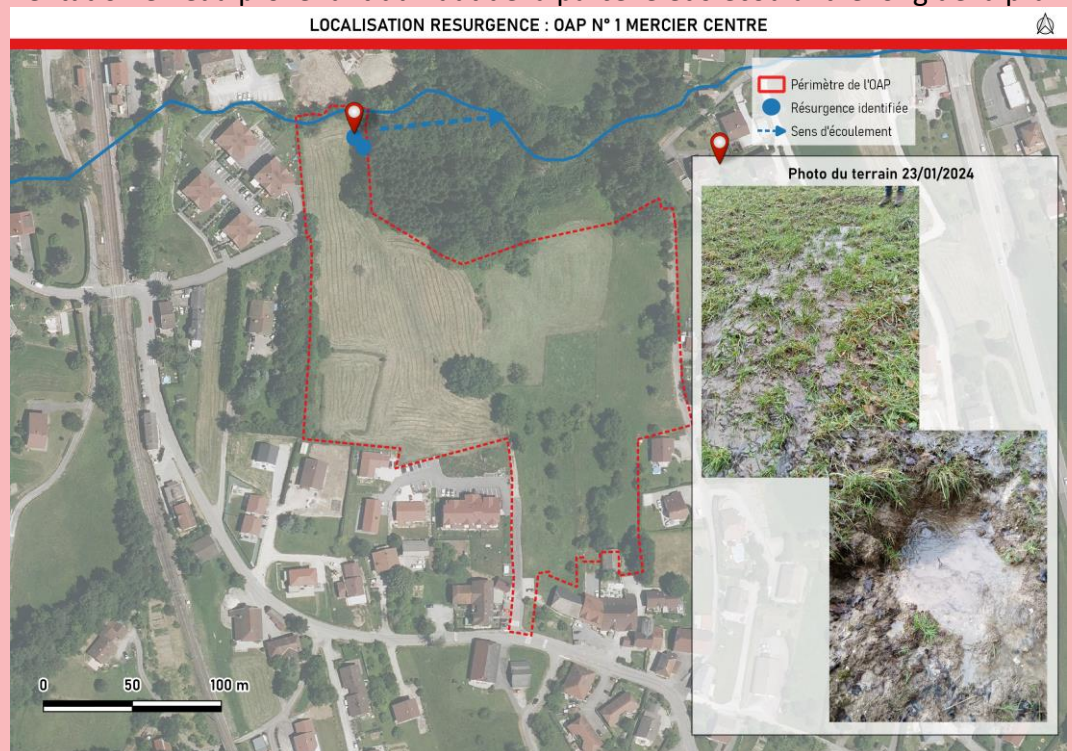 LOCALISATION RESURGENCE : OAP N° 1 MERCIER CENTRE
Périmètre de l'OAP
Résurgence identifiée
Sens d'écoulement
Photo du terrain 23/01/2024
0 50 100 m